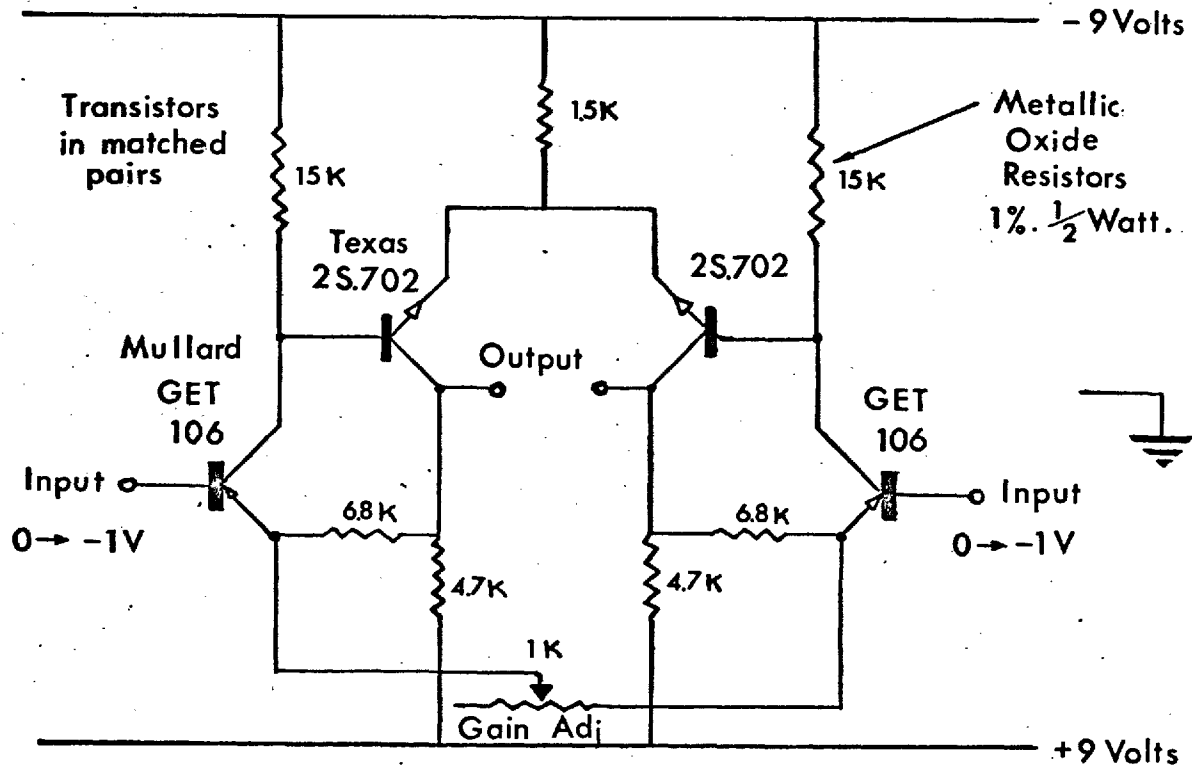 − 9 Volts
Transistors
in matched
pairs
1.5K
Metallic
Oxide
Resistors
1%. ½ Watt.
15K
15K
Texas
2S.702
2S.702
Mullard
GET
106
Output
GET
106
Input
Input
0→ −1V
0→ −1V
6.8K
6.8K
4.7K
4.7K
1K
Gain Adj
+9 Volts